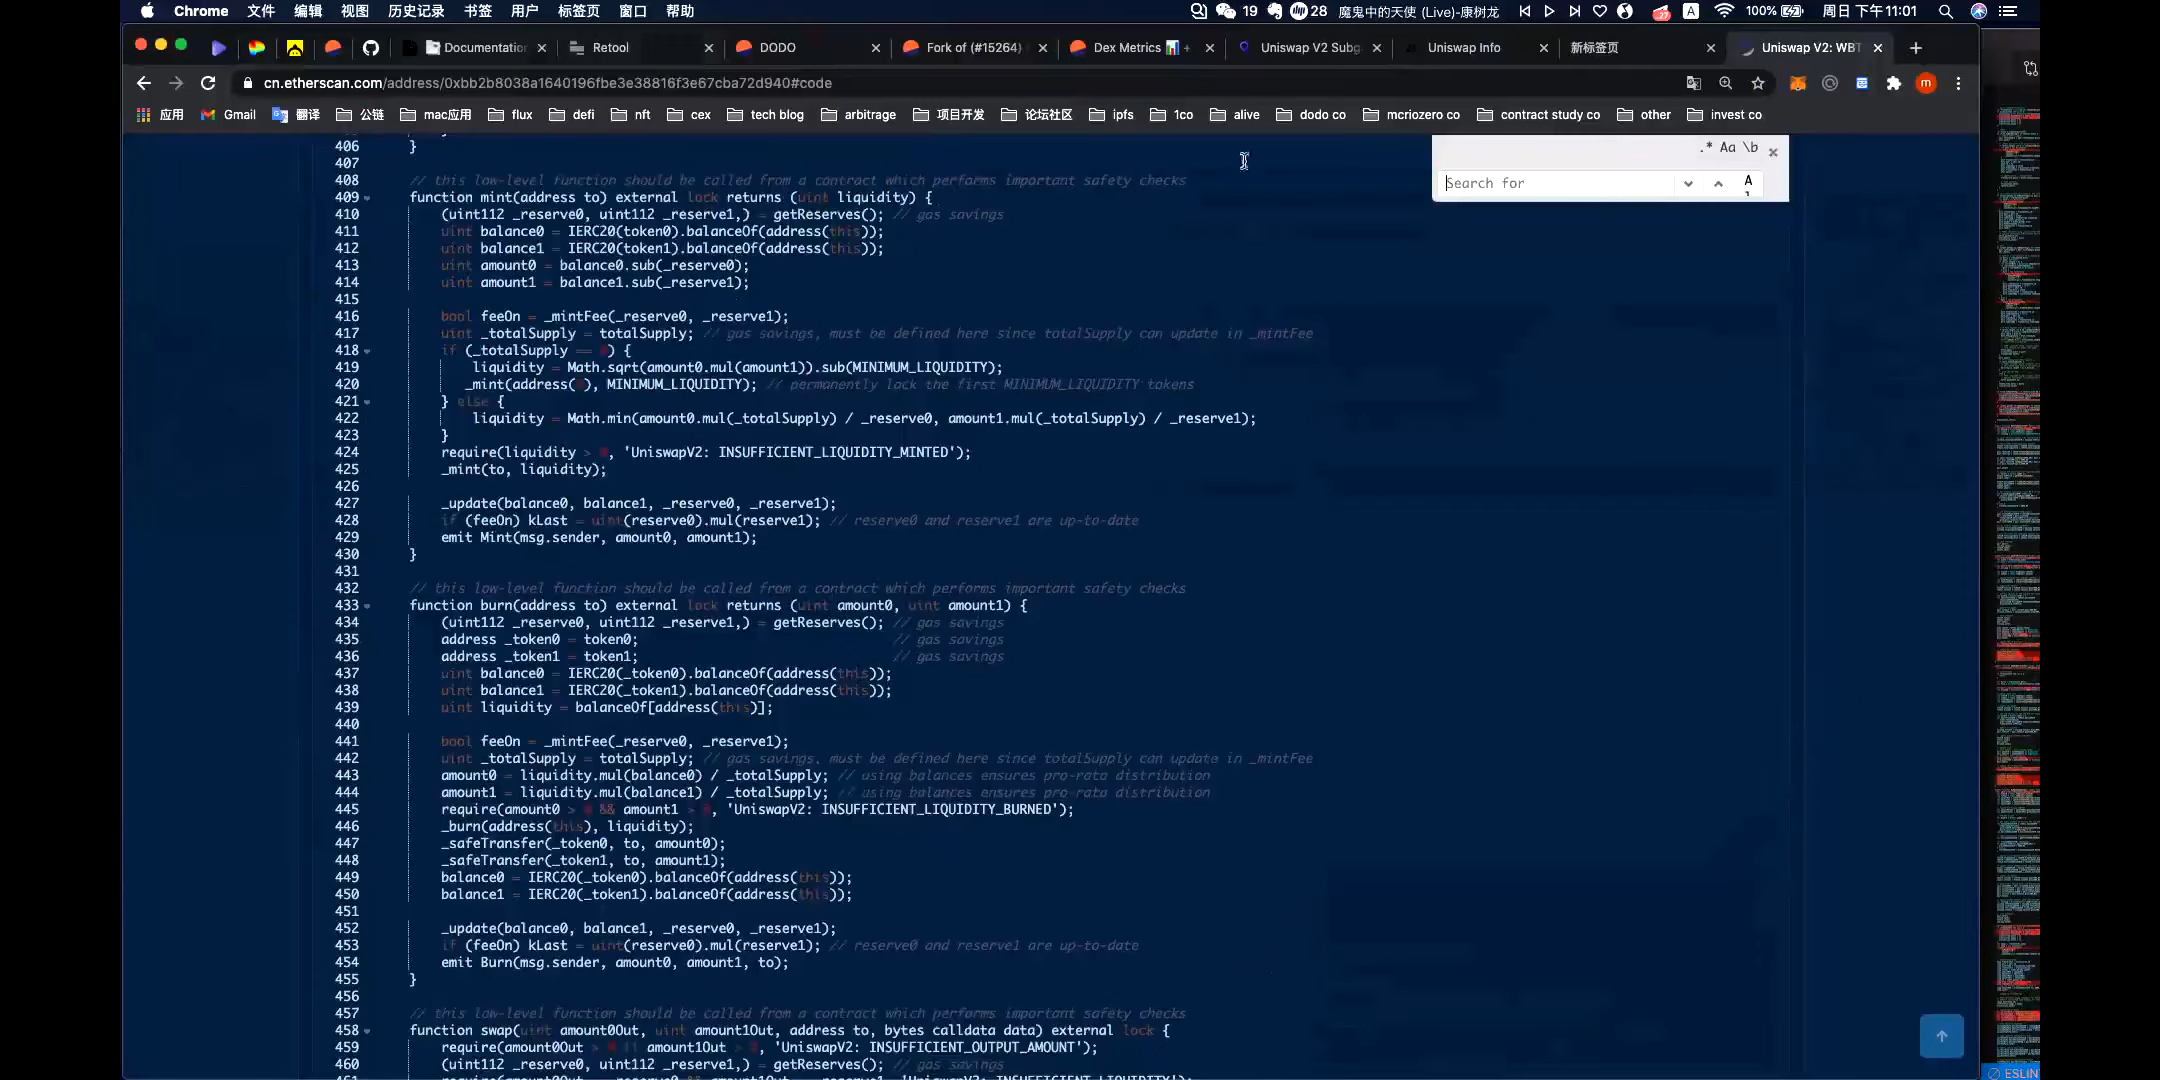 Chrome 文件 编辑 视图 历史记录 书签 用户 标签页 窗口 帮助 19 28 魔鬼中的天使 (Live)-康树龙 27 A 100% 周日 下午11:01
Documentation Retool DODO Fork of (#15264) Dex Metrics Uniswap V2 Subg Uniswap Info 新标签页 Uniswap V2: WBT
cn.etherscan.com/address/0xbb2b8038a1640196fbe3e38816f3e67cba72d940#code
应用 Gmail 翻译 公链 mac应用 flux defi nft cex tech blog arbitrage 项目开发 论坛社区 ipfs 1co alive dodo co mcriozero co contract study co other invest co
.* Aa \b
Search for
406 }
407
408 // this low-level function should be called from a contract which performs important safety checks
409 function mint(address to) external lock returns (uint liquidity) {
410 (uint112 _reserve0, uint112 _reserve1,) = getReserves(); // gas savings
411 uint balance0 = IERC20(token0).balanceOf(address(this));
412 uint balance1 = IERC20(token1).balanceOf(address(this));
413 uint amount0 = balance0.sub(_reserve0);
414 uint amount1 = balance1.sub(_reserve1);
415
416 bool feeOn = _mintFee(_reserve0, _reserve1);
417 uint _totalSupply = totalSupply; // gas savings, must be defined here since totalSupply can update in _mintFee
418 if (_totalSupply == 0) {
419 liquidity = Math.sqrt(amount0.mul(amount1)).sub(MINIMUM_LIQUIDITY);
420 _mint(address(0), MINIMUM_LIQUIDITY); // permanently lock the first MINIMUM_LIQUIDITY tokens
421 } else {
422 liquidity = Math.min(amount0.mul(_totalSupply) / _reserve0, amount1.mul(_totalSupply) / _reserve1);
423 }
424 require(liquidity > 0, 'UniswapV2: INSUFFICIENT_LIQUIDITY_MINTED');
425 _mint(to, liquidity);
426
427 _update(balance0, balance1, _reserve0, _reserve1);
428 if (feeOn) kLast = uint(reserve0).mul(reserve1); // reserve0 and reserve1 are up-to-date
429 emit Mint(msg.sender, amount0, amount1);
430 }
431
432 // this low-level function should be called from a contract which performs important safety checks
433 function burn(address to) external lock returns (uint amount0, uint amount1) {
434 (uint112 _reserve0, uint112 _reserve1,) = getReserves(); // gas savings
435 address _token0 = token0; // gas savings
436 address _token1 = token1; // gas savings
437 uint balance0 = IERC20(_token0).balanceOf(address(this));
438 uint balance1 = IERC20(_token1).balanceOf(address(this));
439 uint liquidity = balanceOf[address(this)];
440
441 bool feeOn = _mintFee(_reserve0, _reserve1);
442 uint _totalSupply = totalSupply; // gas savings, must be defined here since totalSupply can update in _mintFee
443 amount0 = liquidity.mul(balance0) / _totalSupply; // using balances ensures pro-rata distribution
444 amount1 = liquidity.mul(balance1) / _totalSupply; // using balances ensures pro-rata distribution
445 require(amount0 > 0 && amount1 > 0, 'UniswapV2: INSUFFICIENT_LIQUIDITY_BURNED');
446 _burn(address(this), liquidity);
447 _safeTransfer(_token0, to, amount0);
448 _safeTransfer(_token1, to, amount1);
449 balance0 = IERC20(_token0).balanceOf(address(this));
450 balance1 = IERC20(_token1).balanceOf(address(this));
451
452 _update(balance0, balance1, _reserve0, _reserve1);
453 if (feeOn) kLast = uint(reserve0).mul(reserve1); // reserve0 and reserve1 are up-to-date
454 emit Burn(msg.sender, amount0, amount1, to);
455 }
456
457 // this low-level function should be called from a contract which performs important safety checks
458 function swap(uint amount0Out, uint amount1Out, address to, bytes calldata data) external lock {
459 require(amount0Out > 0 || amount1Out > 0, 'UniswapV2: INSUFFICIENT_OUTPUT_AMOUNT');
460 (uint112 _reserve0, uint112 _reserve1,) = getReserves(); // gas savings
ESLIN